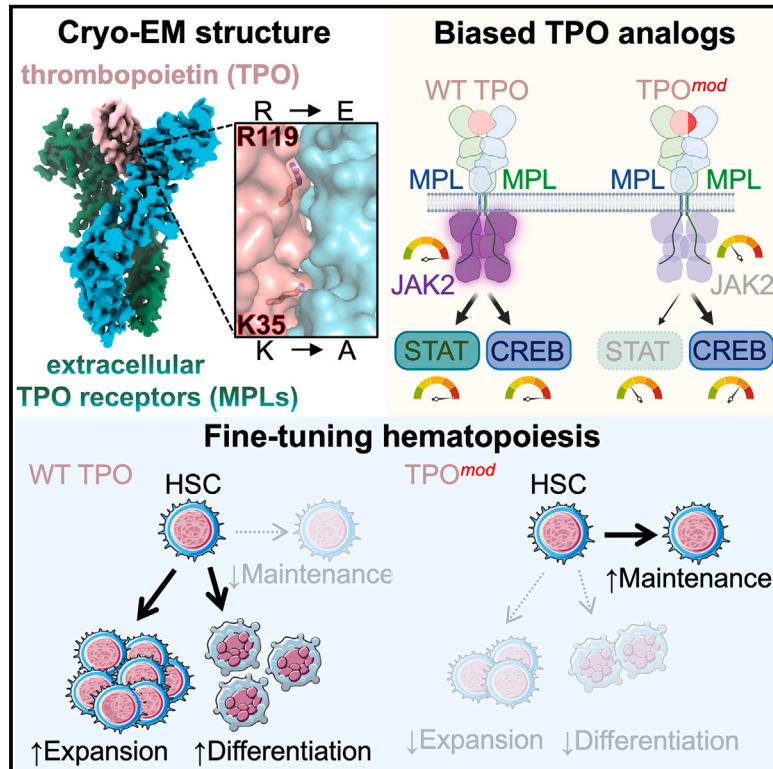 Cryo-EM structure
thrombopoietin (TPO)
R → E
R119
K35
K → A
extracellular
TPO receptors (MPLs)
Biased TPO analogs
WT TPO
TPOmod
MPL
MPL
MPL
MPL
JAK2
JAK2
STAT
CREB
STAT
CREB
Fine-tuning hematopoiesis
WT TPO
HSC
↓Maintenance
↑Expansion
↑Differentiation
TPOmod
HSC
↑Maintenance
↓Expansion
↓Differentiation